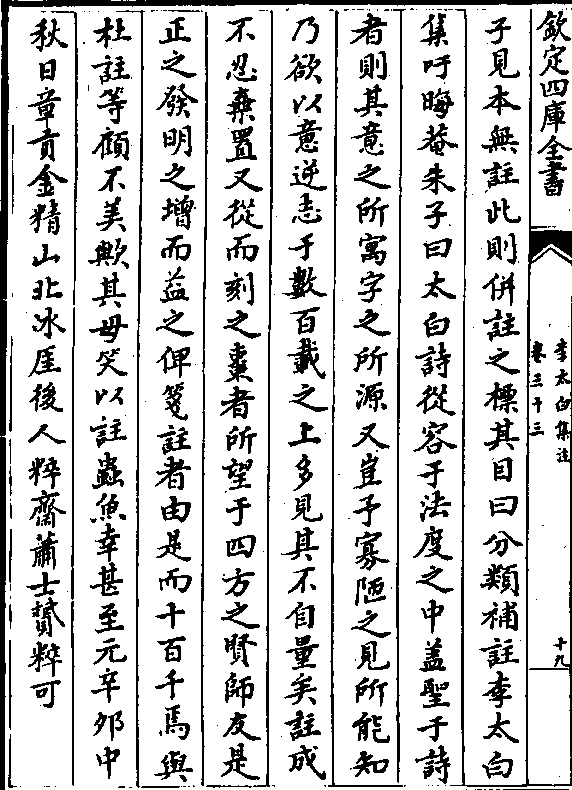 欽定四庫全書
李太白集注
卷三十三
十九
子見本無註此則併註之標其目曰分類補註李太白
集吁晦菴朱子曰太白詩從容于法度之中蓋聖于詩
者則其意之所寓字之所源又豈予寡陋之見所能知
乃欲以意逆志于數百載之上多見其不自量矣註成
不忍棄置又從而刻之棗者所望于四方之賢師友是
正之發明之增而益之俾箋註者由是而十百千焉與
杜註等顧不美歟其毋笑以註蟲魚幸甚至元辛卯中
秋日章貢金精山北冰厓後人粹齋蕭士贇粹可